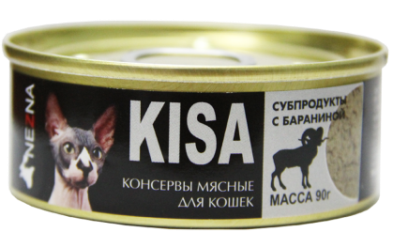 NEZNA
KISA
КОНСЕРВЫ МЯСНЫЕ
ДЛЯ КОШЕК
СУБПРОДУКТЫ
С БАРАНИНОЙ
МАССА 90г